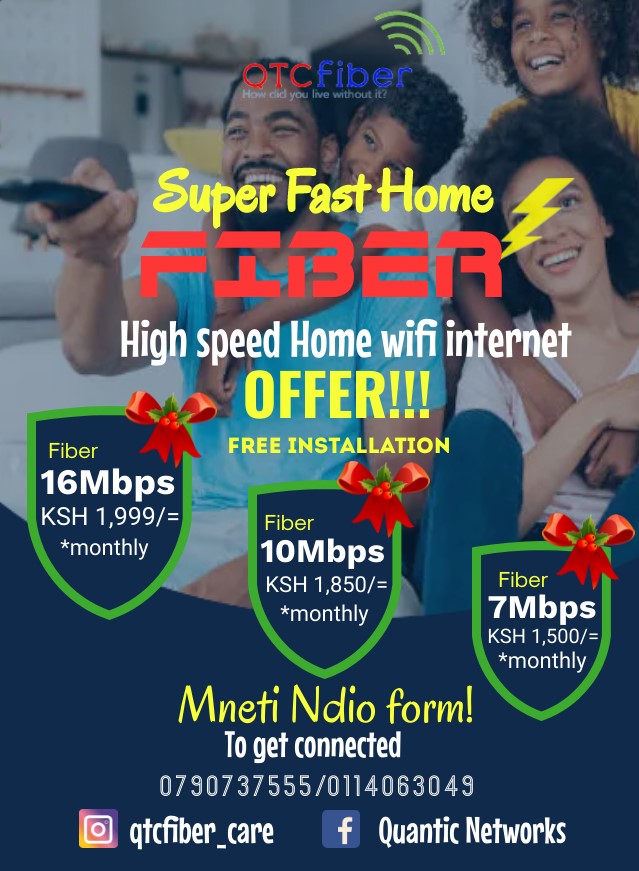 QTCfiber
How did you live without it?
Super Fast Home
FIBER
High speed Home wifi internet
OFFER!!!
FREE INSTALLATION
Fiber
16Mbps
KSH 1,999/=
*monthly
Fiber
10Mbps
KSH 1,850/=
*monthly
Fiber
7Mbps
KSH 1,500/=
*monthly
Mneti Ndio form!
To get connected
0790737555/0114063049
qtcfiber_care
Quantic Networks